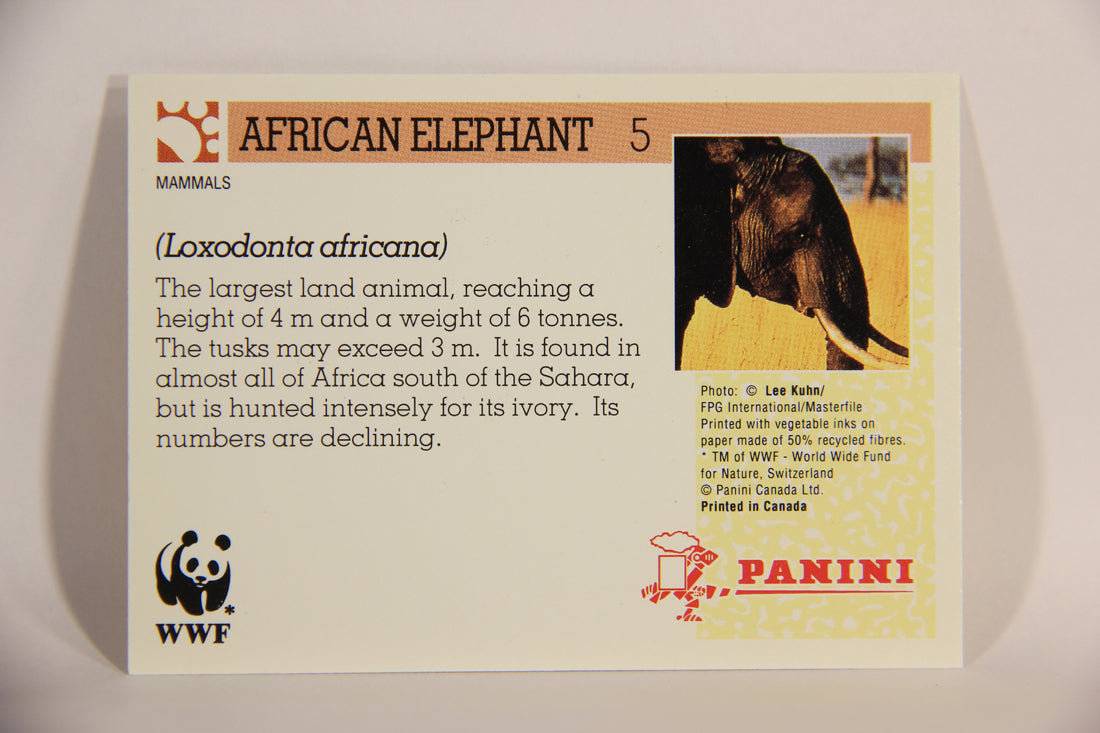 AFRICAN ELEPHANT 5
MAMMALS
(Loxodonta africana)
The largest land animal, reaching a
height of 4 m and a weight of 6 tonnes.
The tusks may exceed 3 m. It is found in
almost all of Africa south of the Sahara,
but is hunted intensely for its ivory. Its
numbers are declining.
Photo: © Lee Kuhn/
FPG International/Masterfile
Printed with vegetable inks on
paper made of 50% recycled fibres.
* TM of WWF - World Wide Fund
for Nature, Switzerland
© Panini Canada Ltd.
Printed in Canada
*
WWF
PANINI